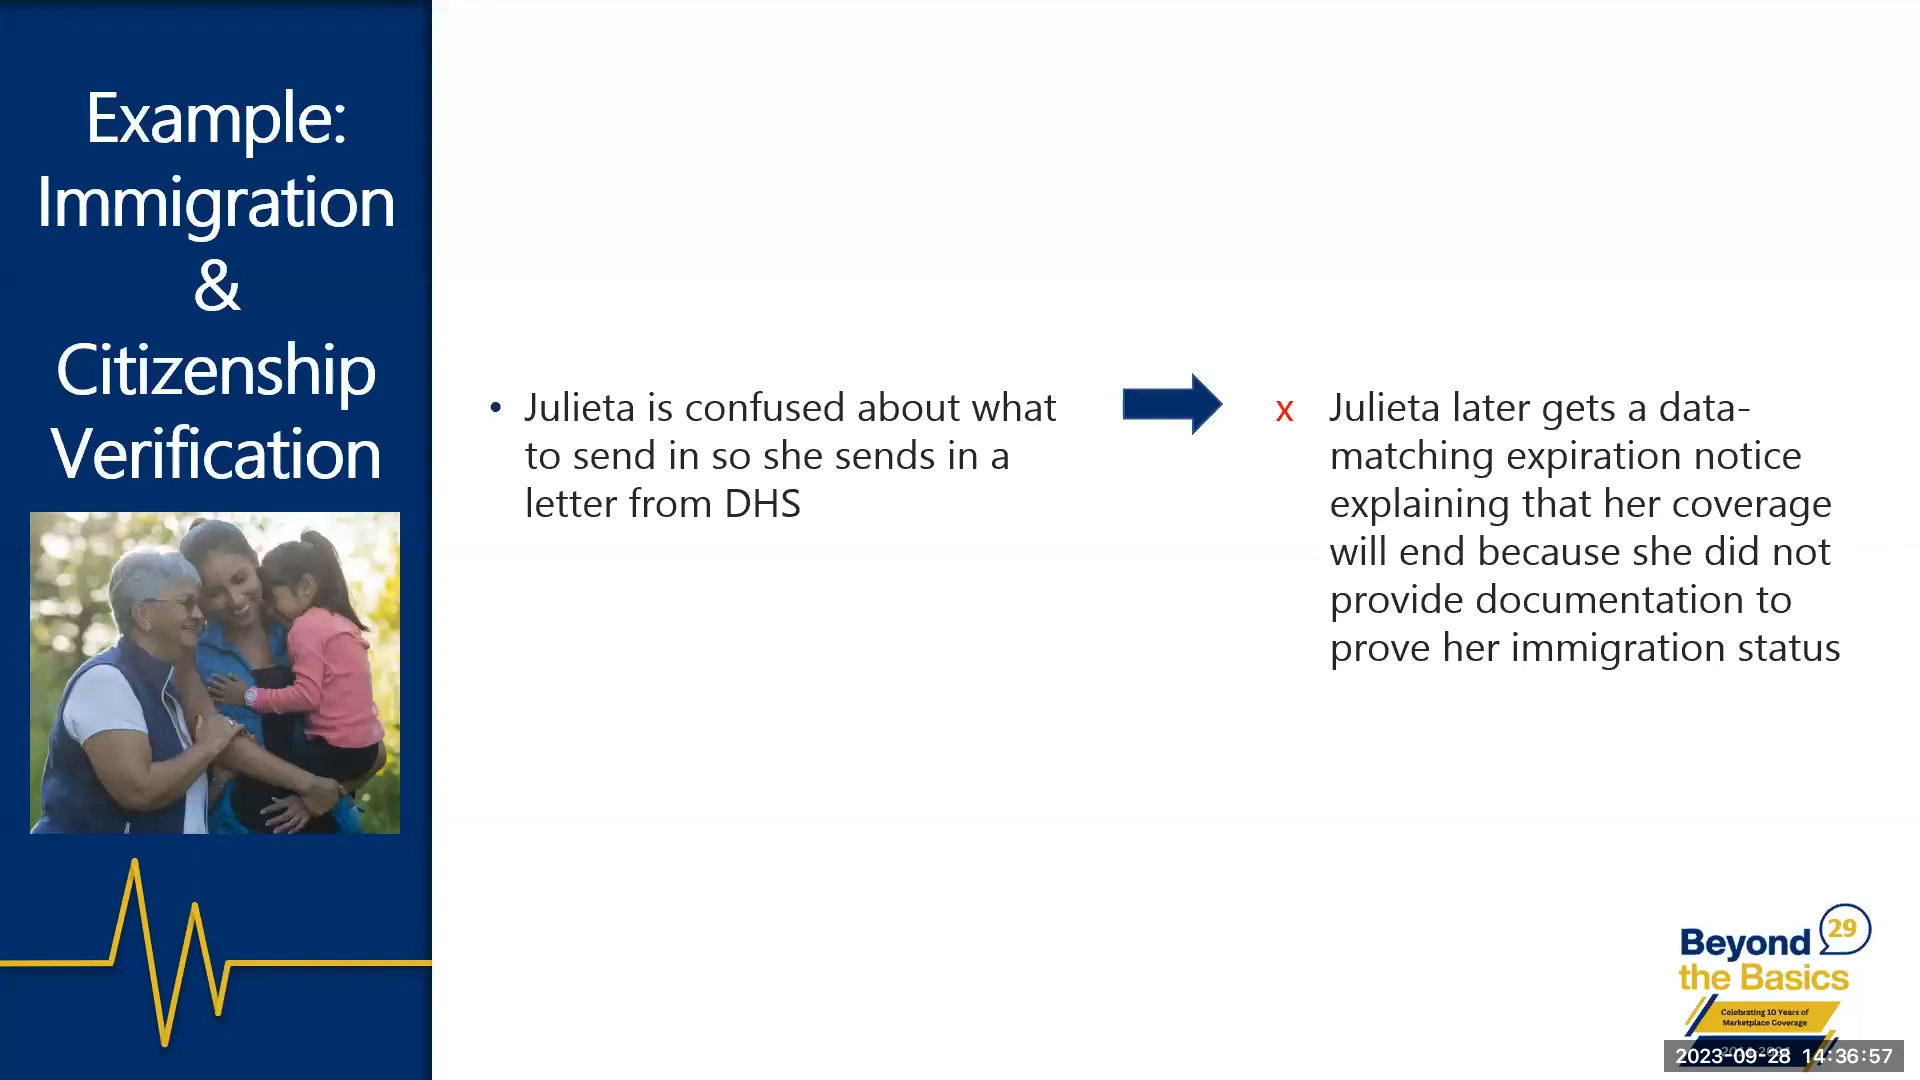 Example:
Immigration
&
Citizenship
Verification
• Julieta is confused about what
to send in so she sends in a
letter from DHS
x Julieta later gets a data-
matching expiration notice
explaining that her coverage
will end because she did not
provide documentation to
prove her immigration status
29
Beyond
the Basics
Celebrating 10 Years of
Marketplace Coverage
2023-09-28 14:36:57